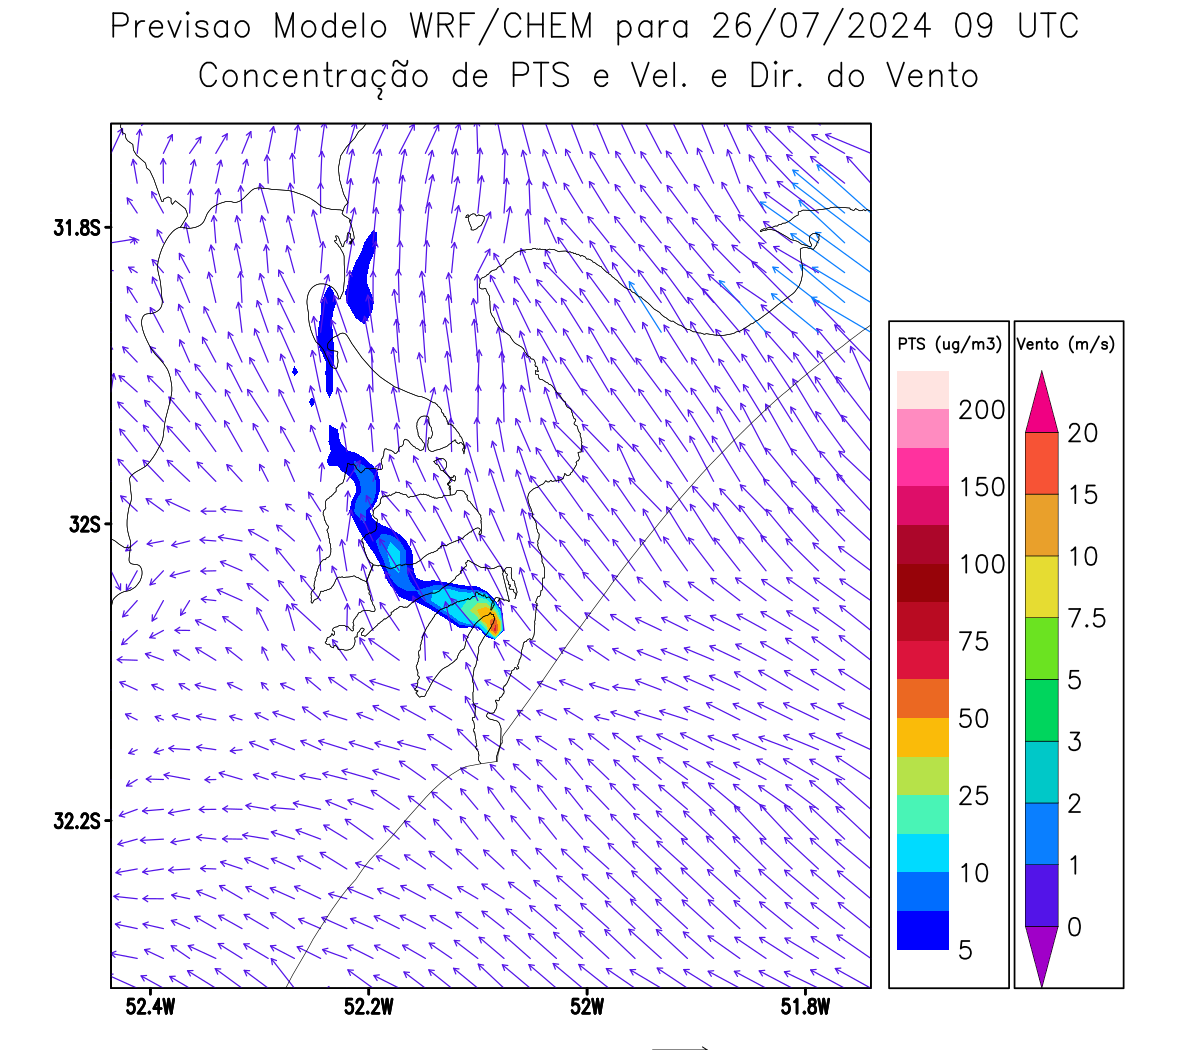 Previsao Modelo WRF/CHEM para 26/07/2024 09 UTC
Concentração de PTS e Vel. e Dir. do Vento
31.8S
32S
32.2S
52.4W
52.2W
52W
51.8W
PTS (ug/m3)
200
150
100
75
50
25
10
5
Vento (m/s)
20
15
10
7.5
5
3
2
1
0